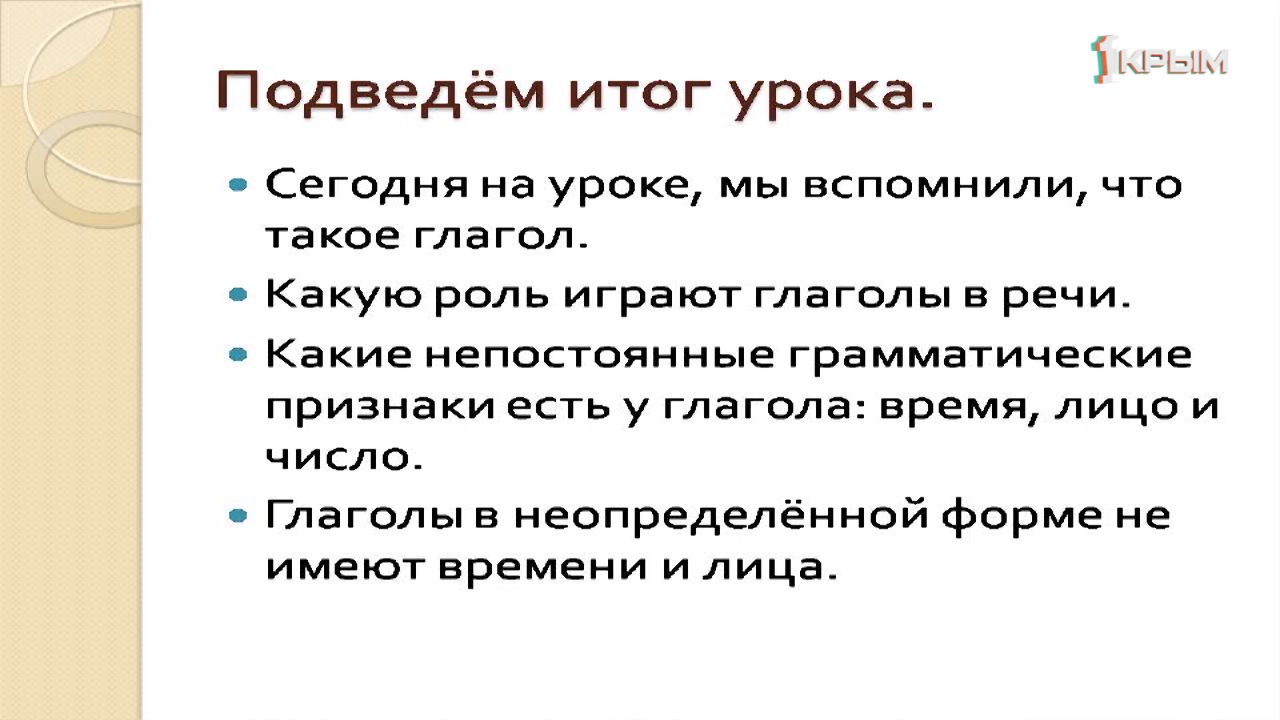 1КРЫМ
Подведём итог урока.
Сегодня на уроке, мы вспомнили, что
такое глагол.
Какую роль играют глаголы в речи.
Какие непостоянные грамматические
признаки есть у глагола: время, лицо и
число.
Глаголы в неопределённой форме не
имеют времени и лица.